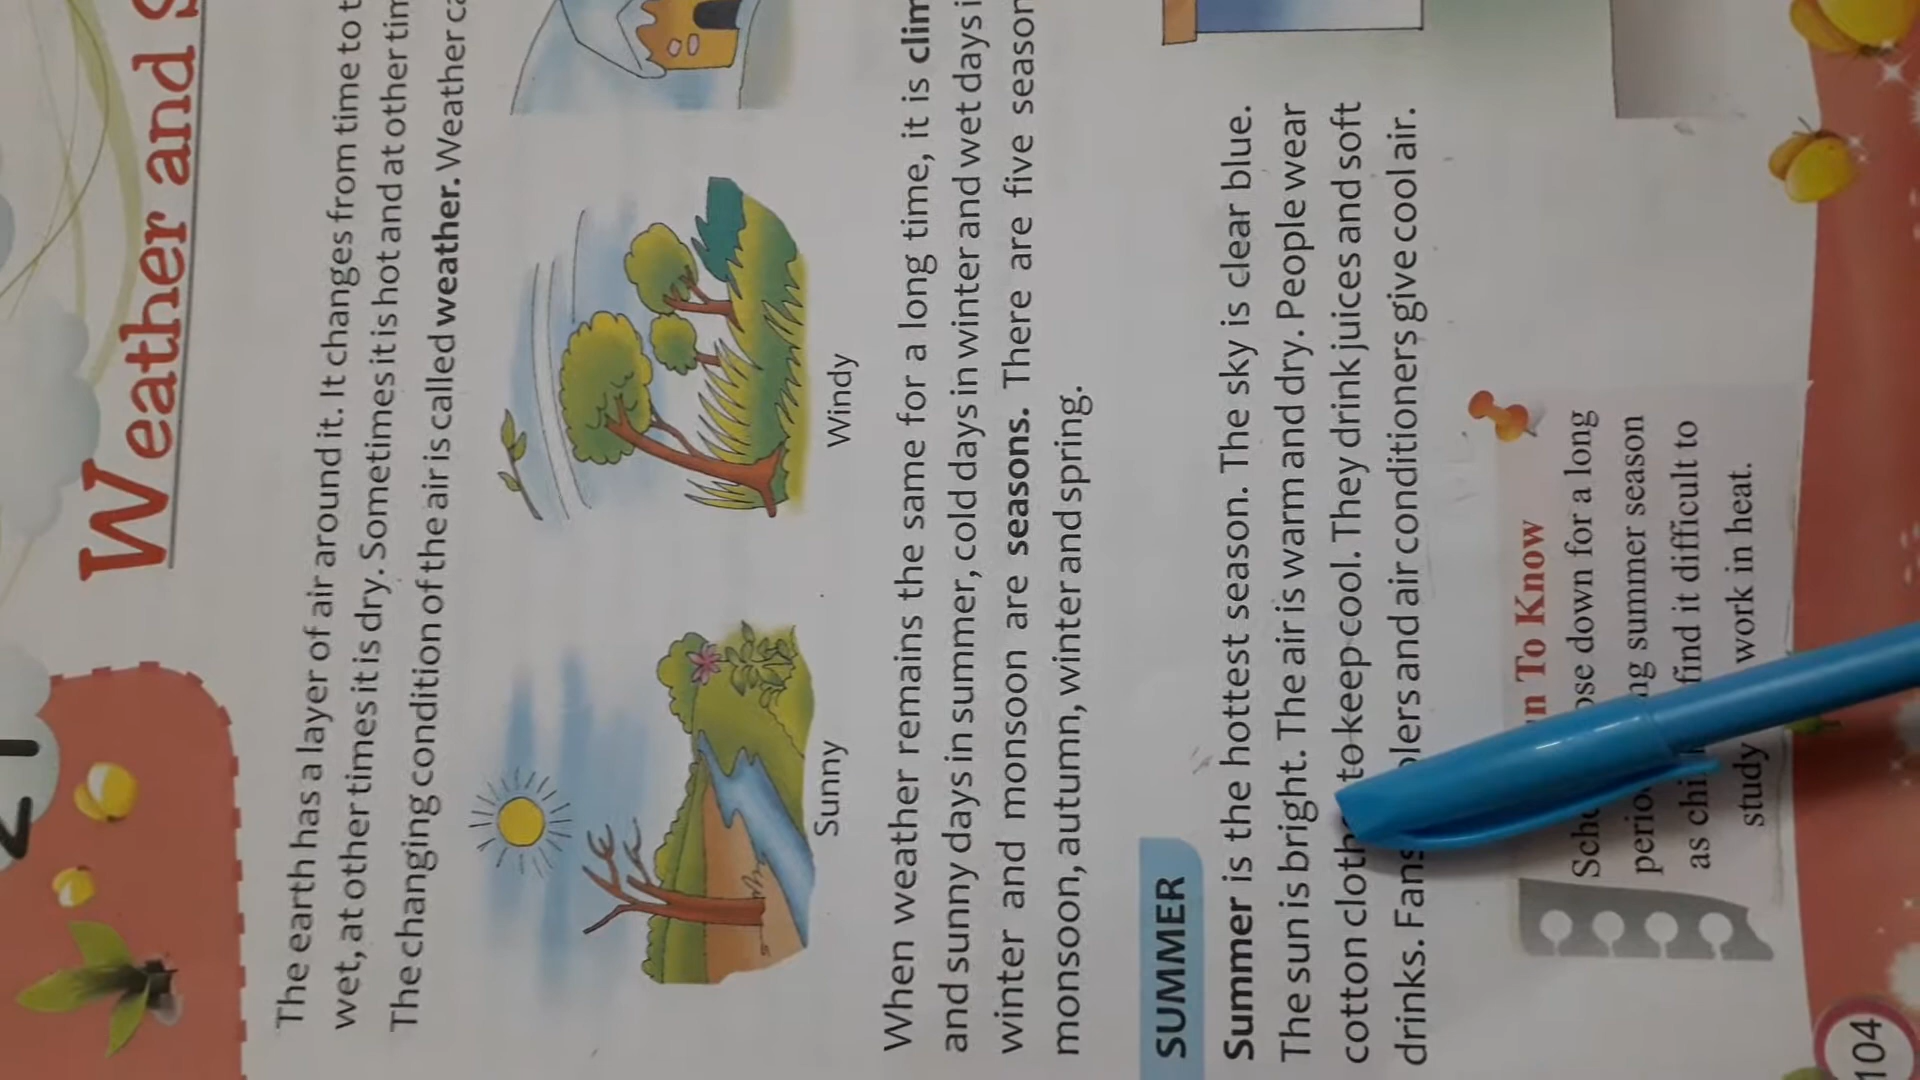 Weather and
The earth has a layer of air around it. It changes from time to
wet, at other times it is dry. Sometimes it is hot and at other
The changing condition of the air is called weather. Weather
Sunny
Windy
When weather remains the same for a long time, it is
and sunny days in summer, cold days in winter and wet days
winter and monsoon are seasons. There are five
monsoon, autumn, winter and spring.
SUMMER
Summer is the hottest season. The sky is clear blue.
The sun is bright. The air is warm and dry. People wear
cotton to keep cool. They drink juices and soft
drinks. Fans and air conditioners give cool air.
To Know
down for a long
summer season
as find it difficult to
study work in heat.
104